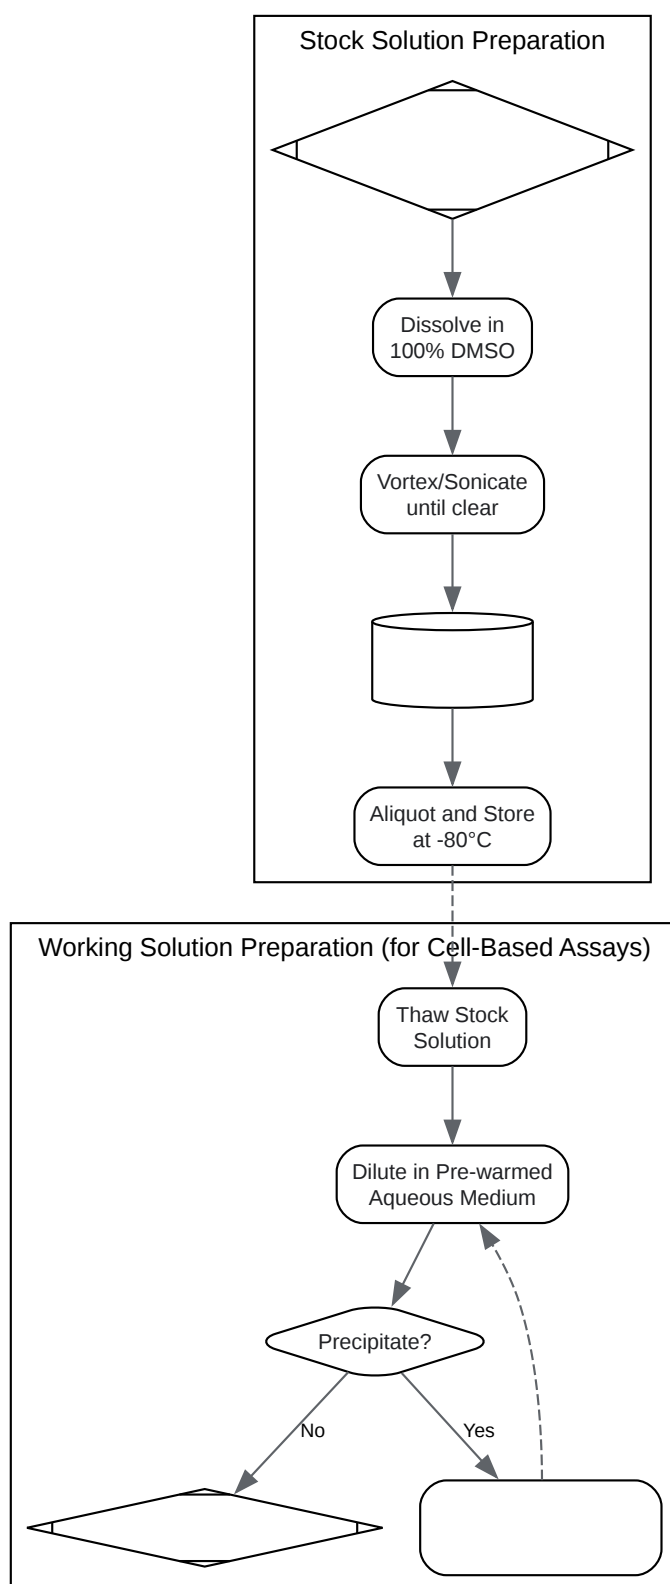 Stock Solution Preparation
Dissolve in
100% DMSO
Vortex/Sonicate
until clear
Aliquot and Store
at -80°C
Working Solution Preparation (for Cell-Based Assays)
Thaw Stock
Solution
Dilute in Pre-warmed
Aqueous Medium
Precipitate?
No
Yes